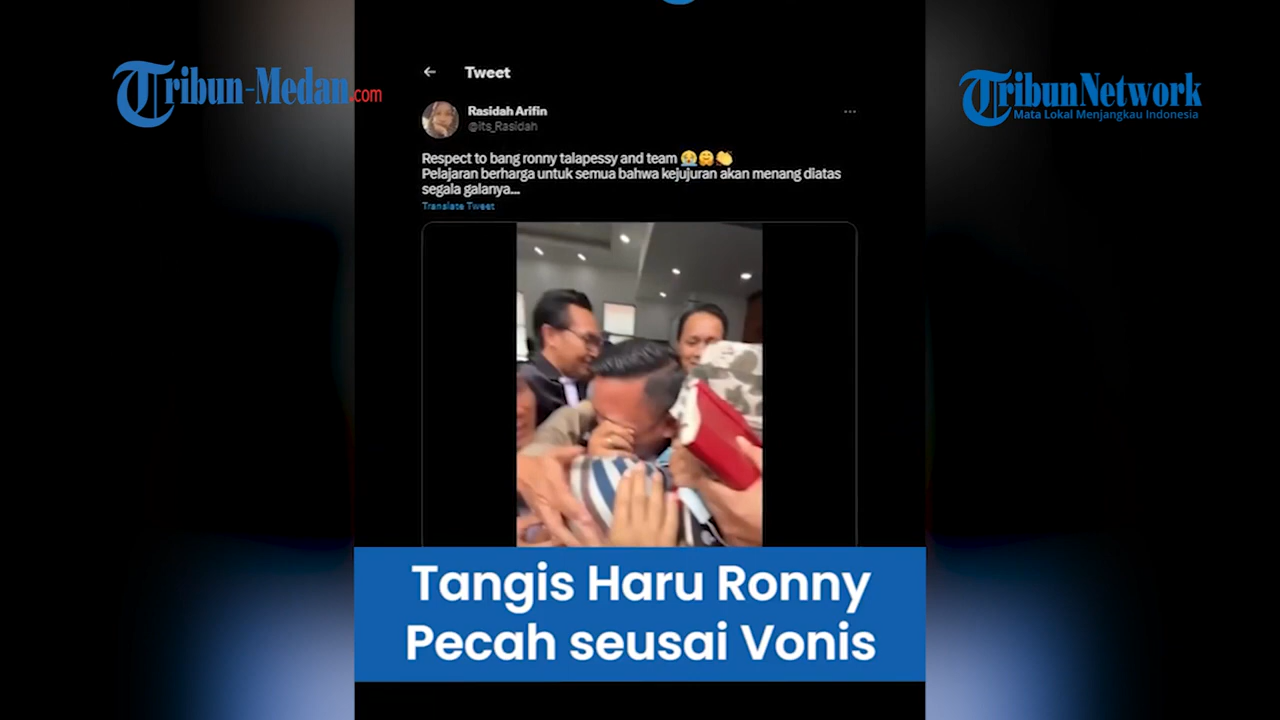 Tribun-Medan.com
TribunNetwork
Mata Lokal Menjangkau Indonesia
Tweet
Rasidah Arifin
@its_Rasidah
Respect to bang ronny talapessy and team 😭🤗👏
Pelajaran berharga untuk semua bahwa kejujuran akan menang diatas
segala galanya...
Translate Tweet
Tangis Haru Ronny
Pecah seusai Vonis